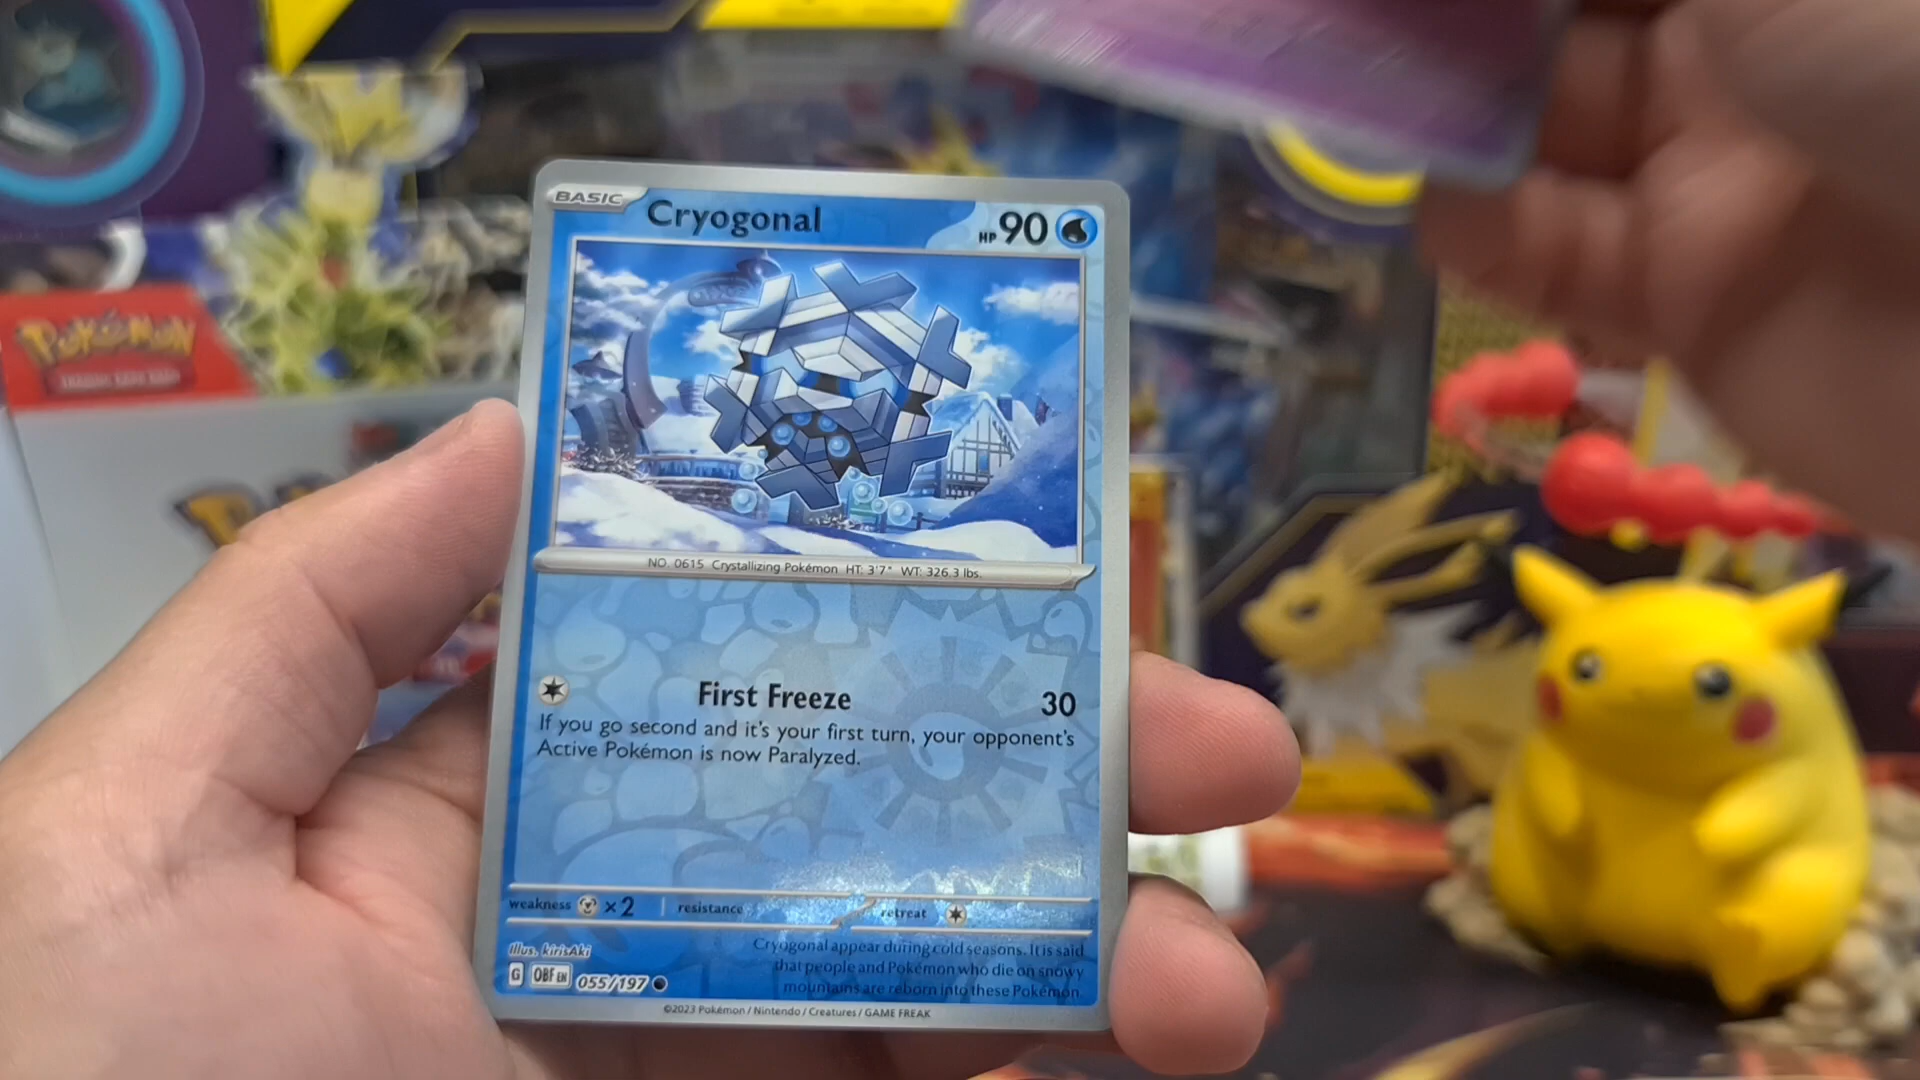 BASIC
Cryogonal
HP 90
NO. 0615 Crystallizing Pokémon HT: 3'7" WT: 326.3 lbs.
First Freeze 30
If you go second and it's your first turn, your opponent's
Active Pokémon is now Paralyzed.
weakness ×2 resistance retreat
Illus. kirisAki
G OBF EN 055/197
Cryogonal appear during cold seasons. It is said
that people and Pokémon who die on snowy
mountains are reborn into these Pokémon.
©2023 Pokémon / Nintendo / Creatures / GAME FREAK
POKéMON